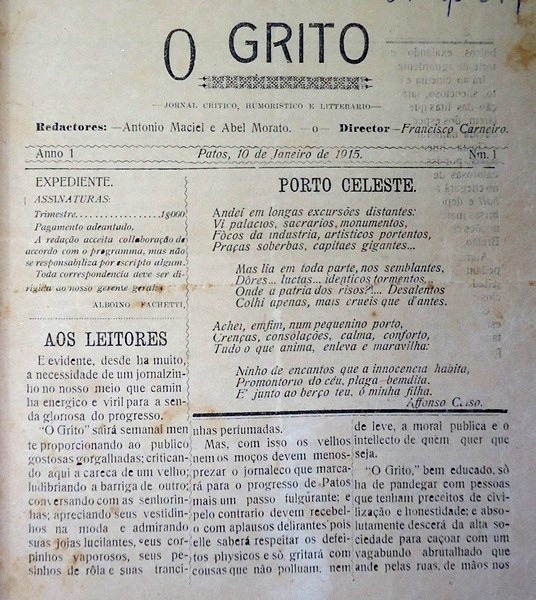 O GRITO
—JORNAL CRITICO, HUMORISTICO E LITTERARIO—
Redactores: —Antonio Maciel e Abel Morato. —o— Director —Francisco Carneiro.
Anno 1 Patos, 10 de Janeiro de 1915. Nm. 1
EXPEDIENTE.
ASSINATURAS:
Trimestre. 1$000
Pagamento adeantado.
A redação acceita collaboração de
accordo com o programma, mas não
se responsabiliza por escripto algum.
Toda correspondencia deve ser di-
rigida ao nosso gerente geral:
ALBOINO FACHETTI,
AOS LEITORES
E evidente, desde ha muito,
a necessidade de um jornalzin-
ho no nosso meio que camin
ha energico e viril para a sen-
da gloriosa do progresso.
"O Grito" sairá semanal men
te proporcionando ao publico
gostosas gorgalhadas; critican-
do aqui a careca de um velho;
ludibriando a barriga de outro;
conversando com as senhorin-
has; apreciando seus vestidin-
hos na moda e admirando
suas joias lucilantes, seus cor-
pinhos vaporosos, seus pe-
sinhos de rôla e suas tranci-
PORTO CELESTE.
Andei em longas excursões distantes:
Vi palacios, sacrarios, monumentos,
Fócos da industria, artisticos portentos,
Praças soberbas, capitaes gigantes...
Mas lia em toda parte, nos semblantes,
Dôres... luctas... identicos tormentos...
Onde a patria dos risos?... Desalentos
Colhi apenas, mais crueis que d'antes.
Achei, emfim, num pequenino porto,
Crenças, consolações, calma, conforto,
Tudo o que anima, enleva e maravilha:
Ninho de encantos que a innocencia habita,
Promontorio do céu, plaga bemdita.
E' junto ao berço teu, ó minha filha.
Affonso Celso.
nhas perfumadas.
Mas, com isso os velhos
nem os moços devem menos-
prezar o jornaleco que marca-
rá para o progresso de Patos
mais um passo fulgurante; e
pelo contrario devem recebel-
o com aplausos delirantes pois
elle saberá respeitar os defei-
tos physicos e só gritará com
cousas que não polluam, nem
de leve, a moral publica e o
intellecto de quem quer que
seja.
"O Grito," bem educado, só
ha de pandegar com pessoas
que tenham preceitos de civi-
lização e honestidade; e abso-
lutamente descerá da alta so-
ciedade para caçoar com um
vagabundo abrutalhado que
ande pelas ruas, de mãos nos